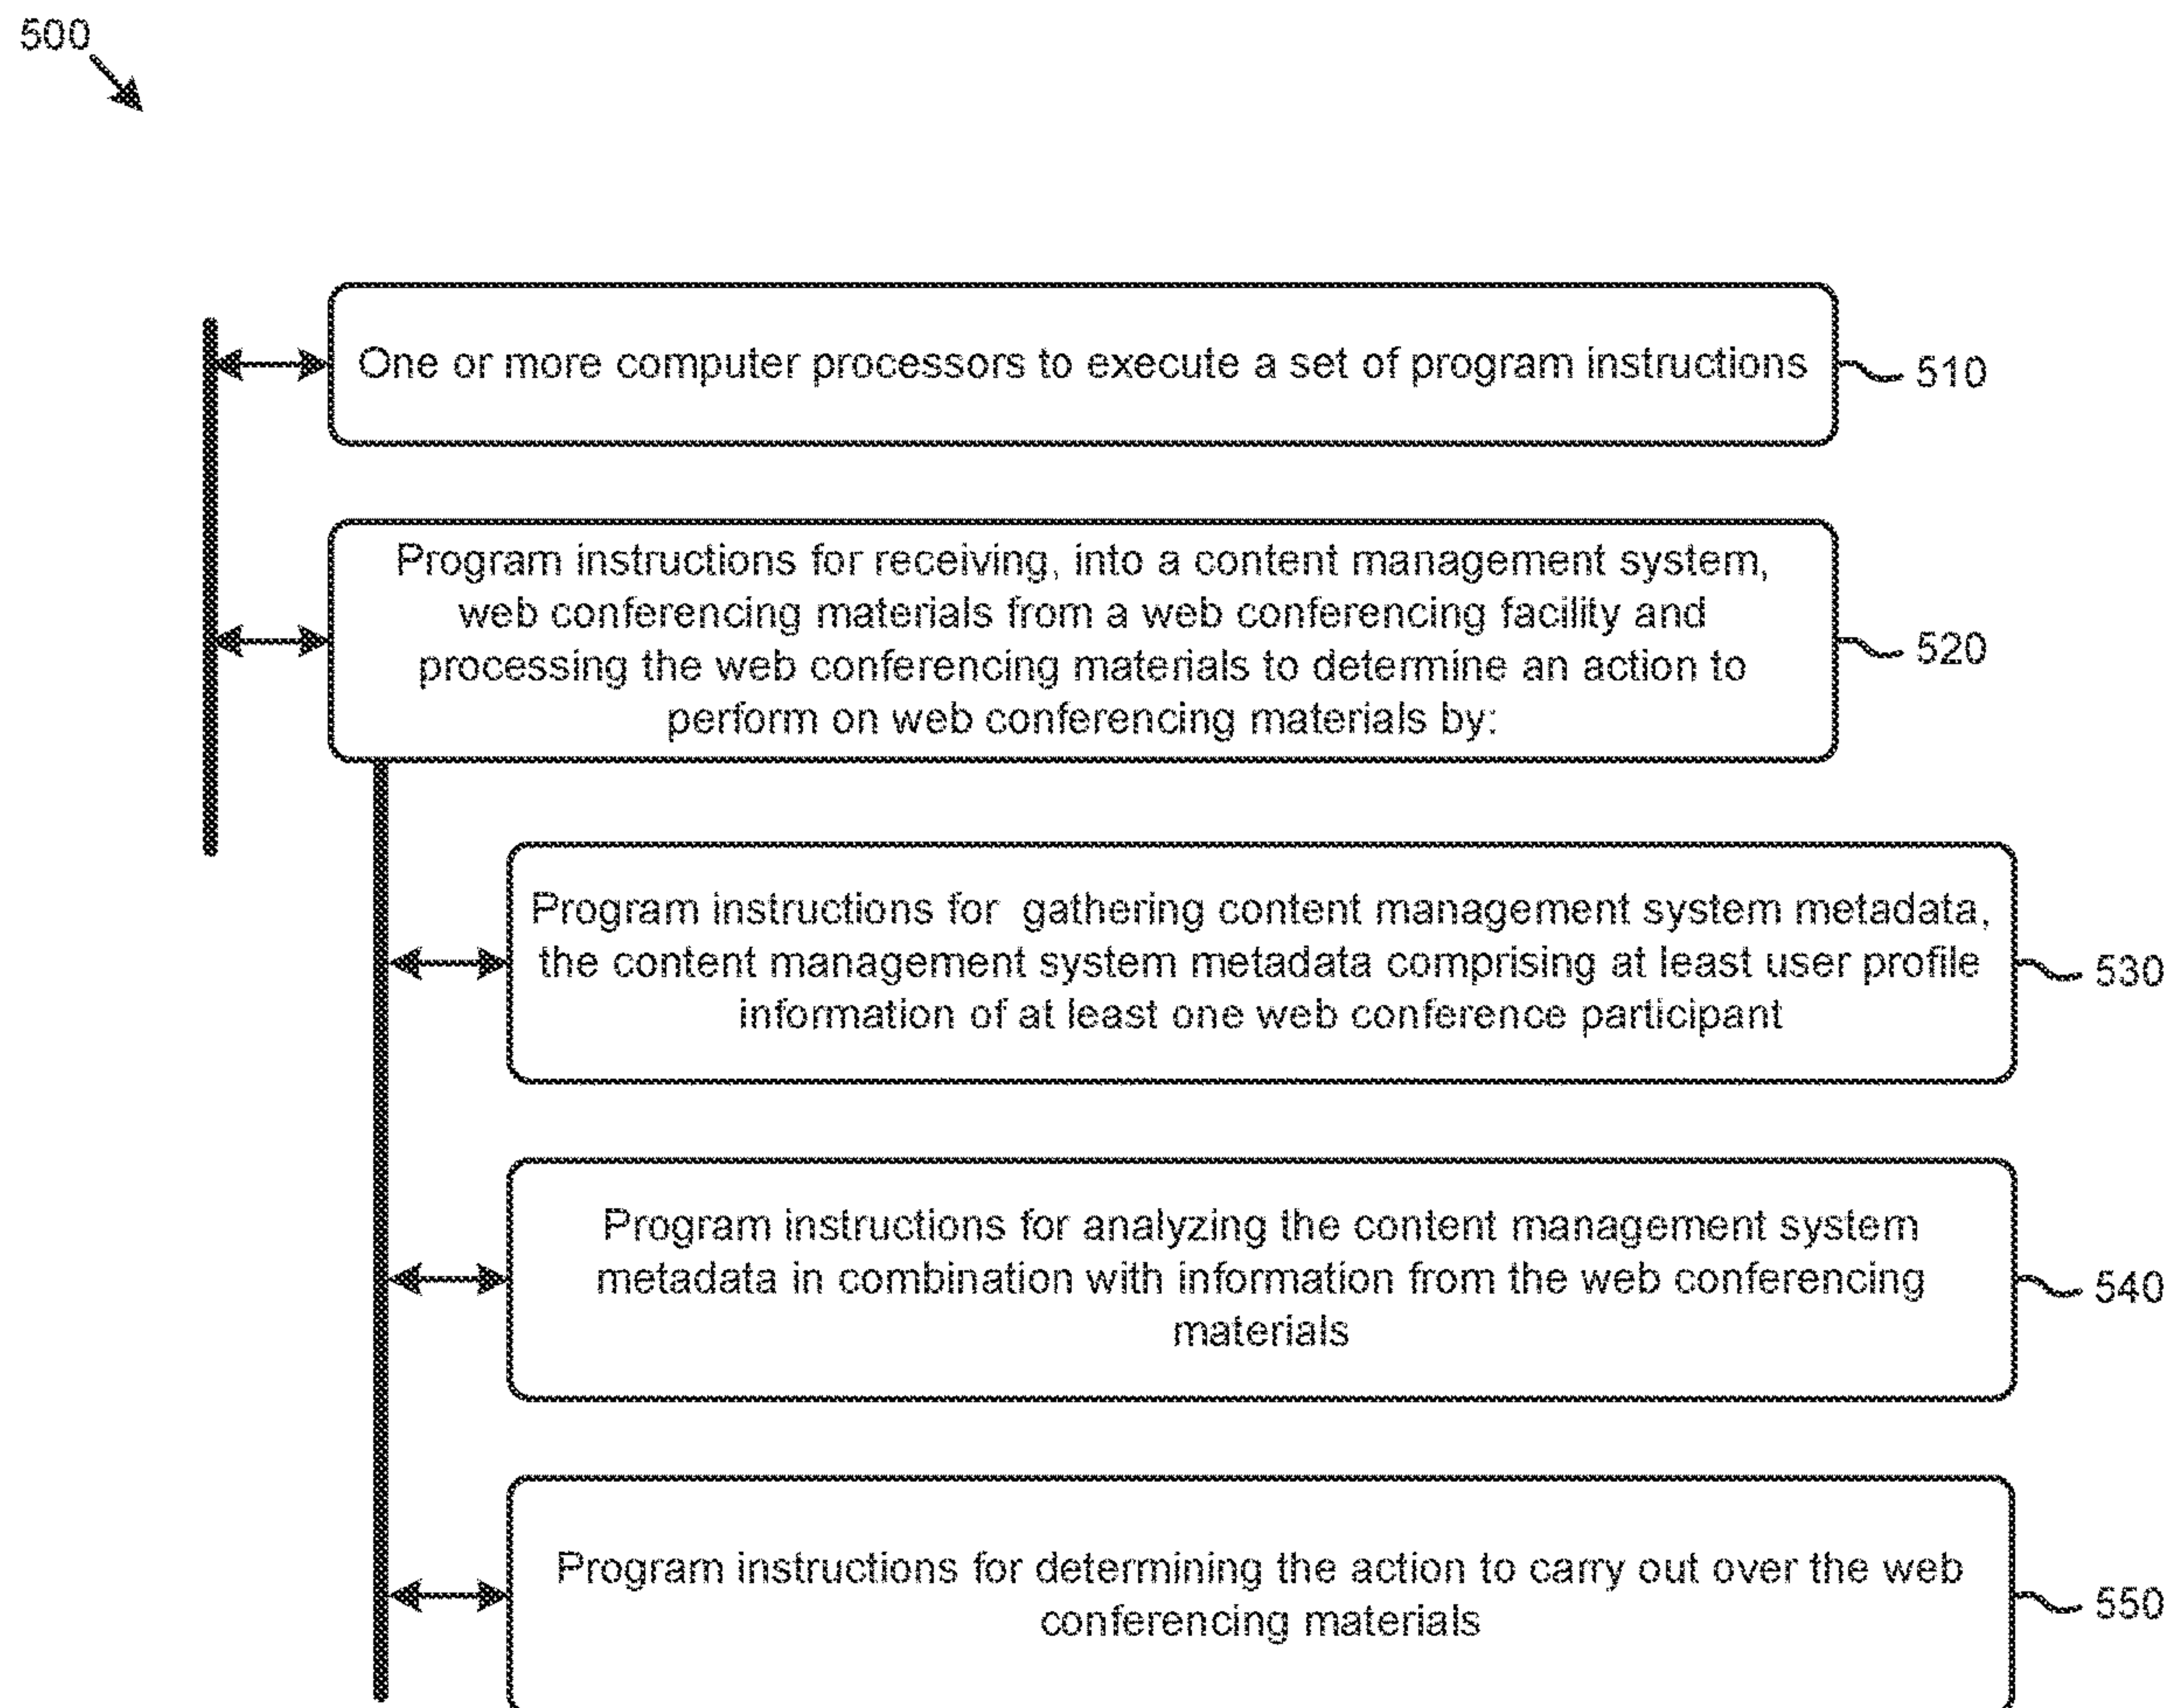 500
One or more computer processors to execute a set of program instructions
510
Program instructions for receiving, into a content management system,
web conferencing materials from a web conferencing facility and
processing the web conferencing materials to determine an action to
perform on web conferencing materials by:
520
Program instructions for gathering content management system metadata,
the content management system metadata comprising at least user profile
information of at least one web conference participant
530
Program instructions for analyzing the content management system
metadata in combination with information from the web conferencing
materials
540
Program instructions for determining the action to carry out over the web
conferencing materials
550